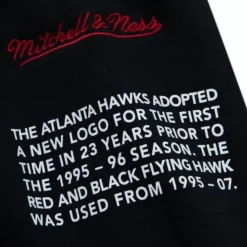 Mitchell & Ness
THE ATLANTA HAWKS ADOPTED
A NEW LOGO FOR THE FIRST
TIME IN 23 YEARS PRIOR TO
THE 1995 - 96 SEASON. THE
RED AND BLACK FLYING HAWK
WAS USED FROM 1995 - 07.